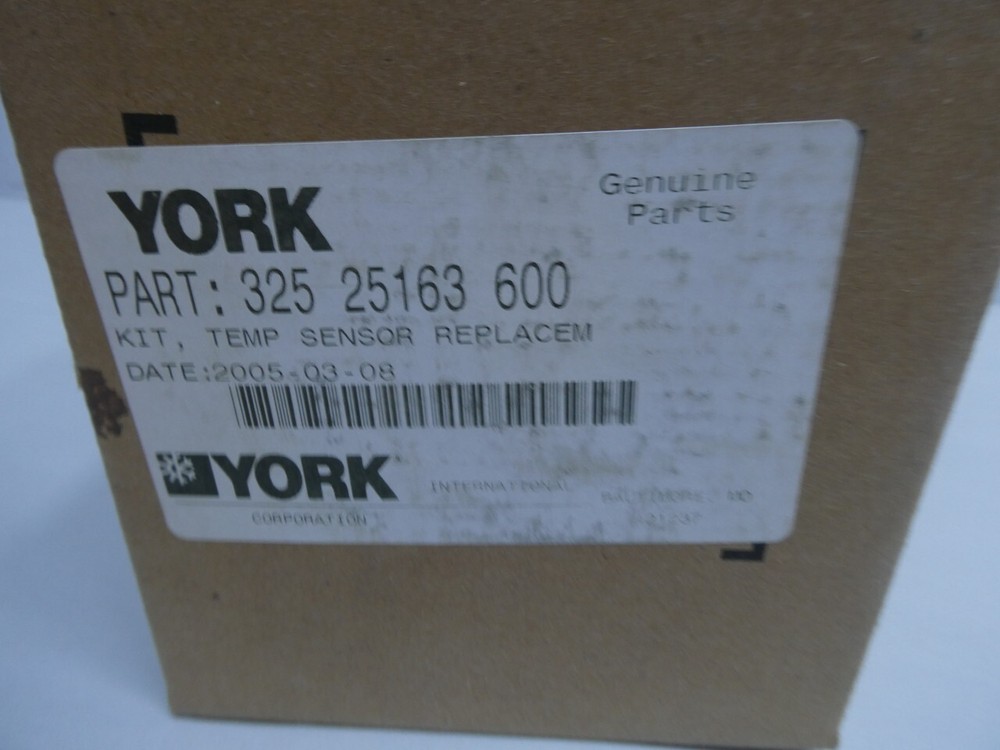 YORK
Genuine
Parts
PART: 325 25163 600
KIT, TEMP SENSOR REPLACEM
DATE:2005-03-08
YORK INTERNATIONAL BALTIMORE, MD
CORPORATION 21237